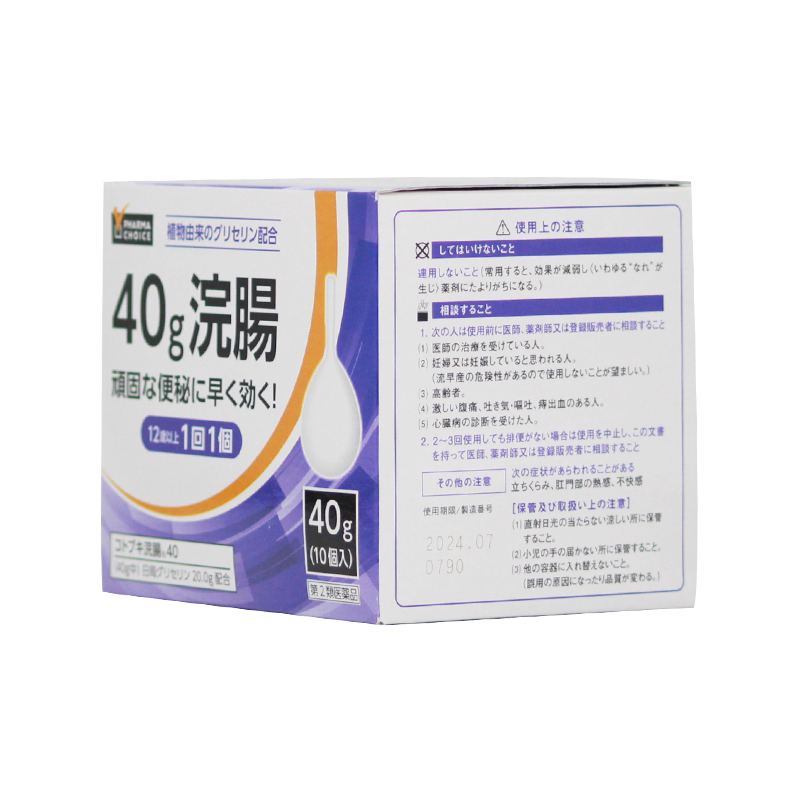 PHARMA
CHOICE
植物由来のグリセリン配合
40g浣腸
頑固な便秘に早く効く!
12歳以上 1回1個
コトブキ浣腸®40
(40g中) 日局グリセリン 20.0g 配合
40g
(10個入)
第2類医薬品
使用上の注意
してはいけないこと
連用しないこと(常用すると、効果が減弱し(いわゆる“なれ”が
生じ)薬剤にたよりがちになる。)
相談すること
1. 次の人は使用前に医師、薬剤師又は登録販売者に相談すること
(1) 医師の治療を受けている人。
(2) 妊婦又は妊娠していると思われる人。
(流早産の危険性があるので使用しないことが望ましい。)
(3) 高齢者。
(4) 激しい腹痛、吐き気・嘔吐、痔出血のある人。
(5) 心臓病の診断を受けた人。
2. 2〜3回使用しても排便がない場合は使用を中止し、この文書
を持って医師、薬剤師又は登録販売者に相談すること
その他の注意
次の症状があらわれることがある
立ちくらみ、肛門部の熱感、不快感
使用期限/製造番号
2024.07
0790
[保管及び取扱い上の注意]
(1) 直射日光の当たらない涼しい所に保管
すること。
(2) 小児の手の届かない所に保管すること。
(3) 他の容器に入れ替えないこと。
(誤用の原因になったり品質が変わる。)